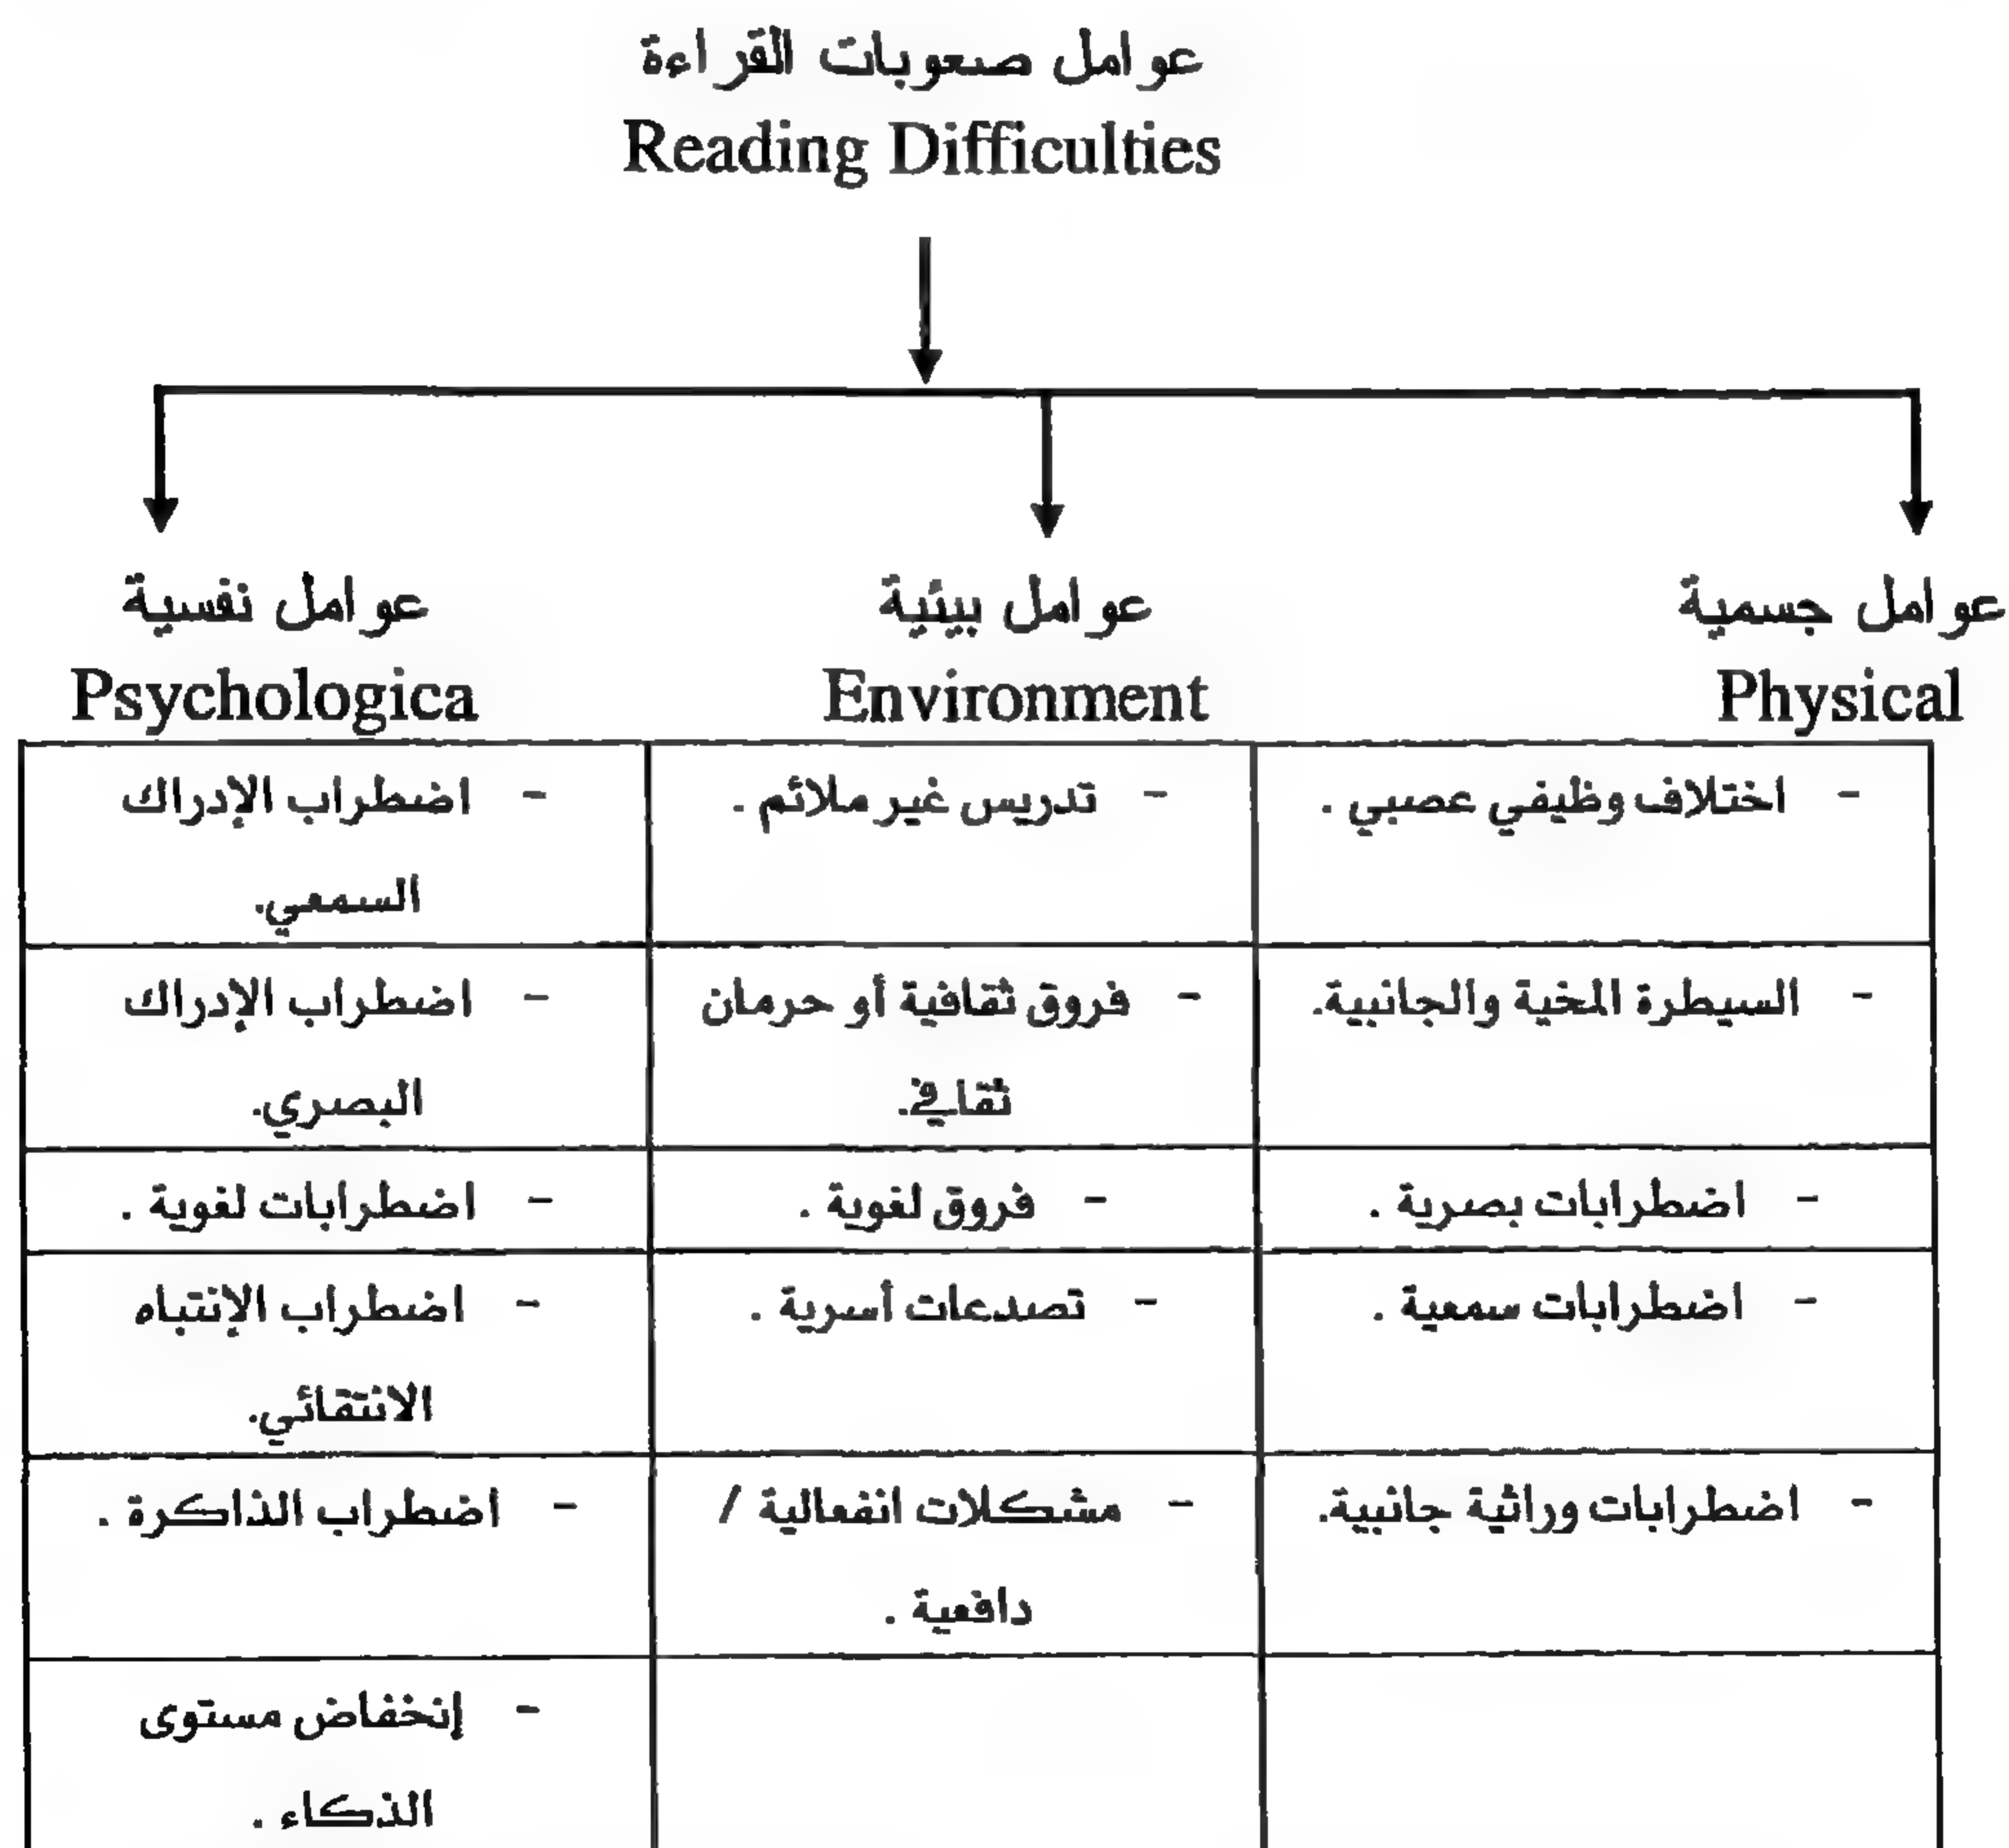 عوامل صعوبات القراءة
Reading Difficulties
عوامل جسمية
Physical
عوامل بيئية
Environment
عوامل نفسية
Psychologica
- اختلاف وظيفي عصبي .
- تدريس غير ملائم .
- اضطراب الإدراك
السمعي.
- السيطرة المخية والجانبية.
- فروق ثقافية أو حرمان
ثقافي.
- اضطراب الإدراك
البصري.
- اضطرابات بصرية .
- فروق لغوية .
- اضطرابات لغوية .
- اضطرابات سمعية .
- تصدعات أسرية .
- اضطراب الإنتباه
الانتقائي.
- اضطرابات وراثية جانبية.
- مشكلات انفعالية /
دافعية .
- اضطراب الذاكرة .
- إنخفاض مستوى
الذكاء .